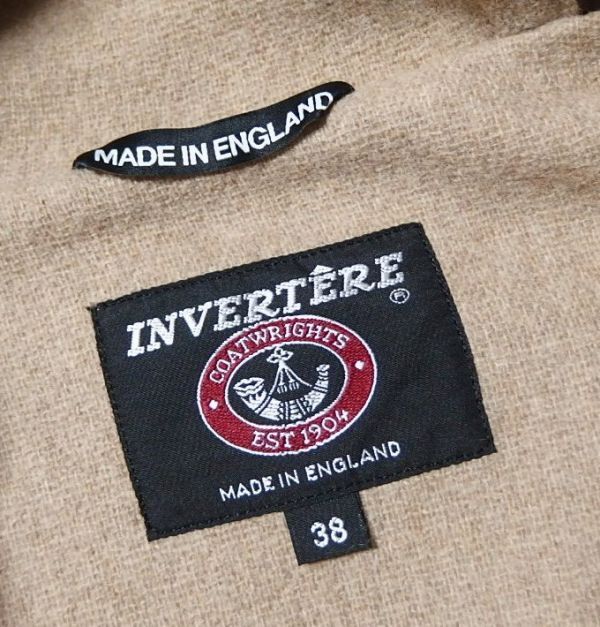 MADE IN ENGLAND
INVERTÊRE ®
COATWRIGHTS
EST 1904
MADE IN ENGLAND
38